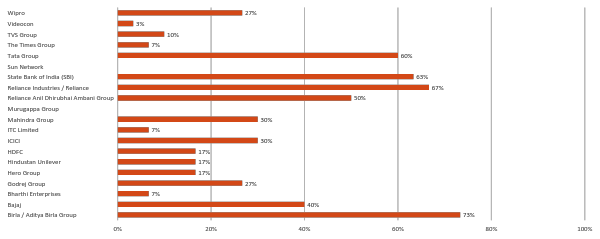 Wipro 27%
Videocon 3%
TVS Group 10%
The Times Group 7%
Tata Group 60%
Sun Network
State Bank of India (SBI) 63%
Reliance Industries / Reliance 67%
Reliance Anil Dhirubhai Ambani Group 50%
Murugappa Group
Mahindra Group 30%
ITC Limited 7%
ICICI 30%
HDFC 17%
Hindustan Unilever 17%
Hero Group 17%
Godrej Group 27%
Bharthi Enterprises 7%
Bajaj 40%
Birla / Aditya Birla Group 73%
0% 20% 40% 60% 80% 100%